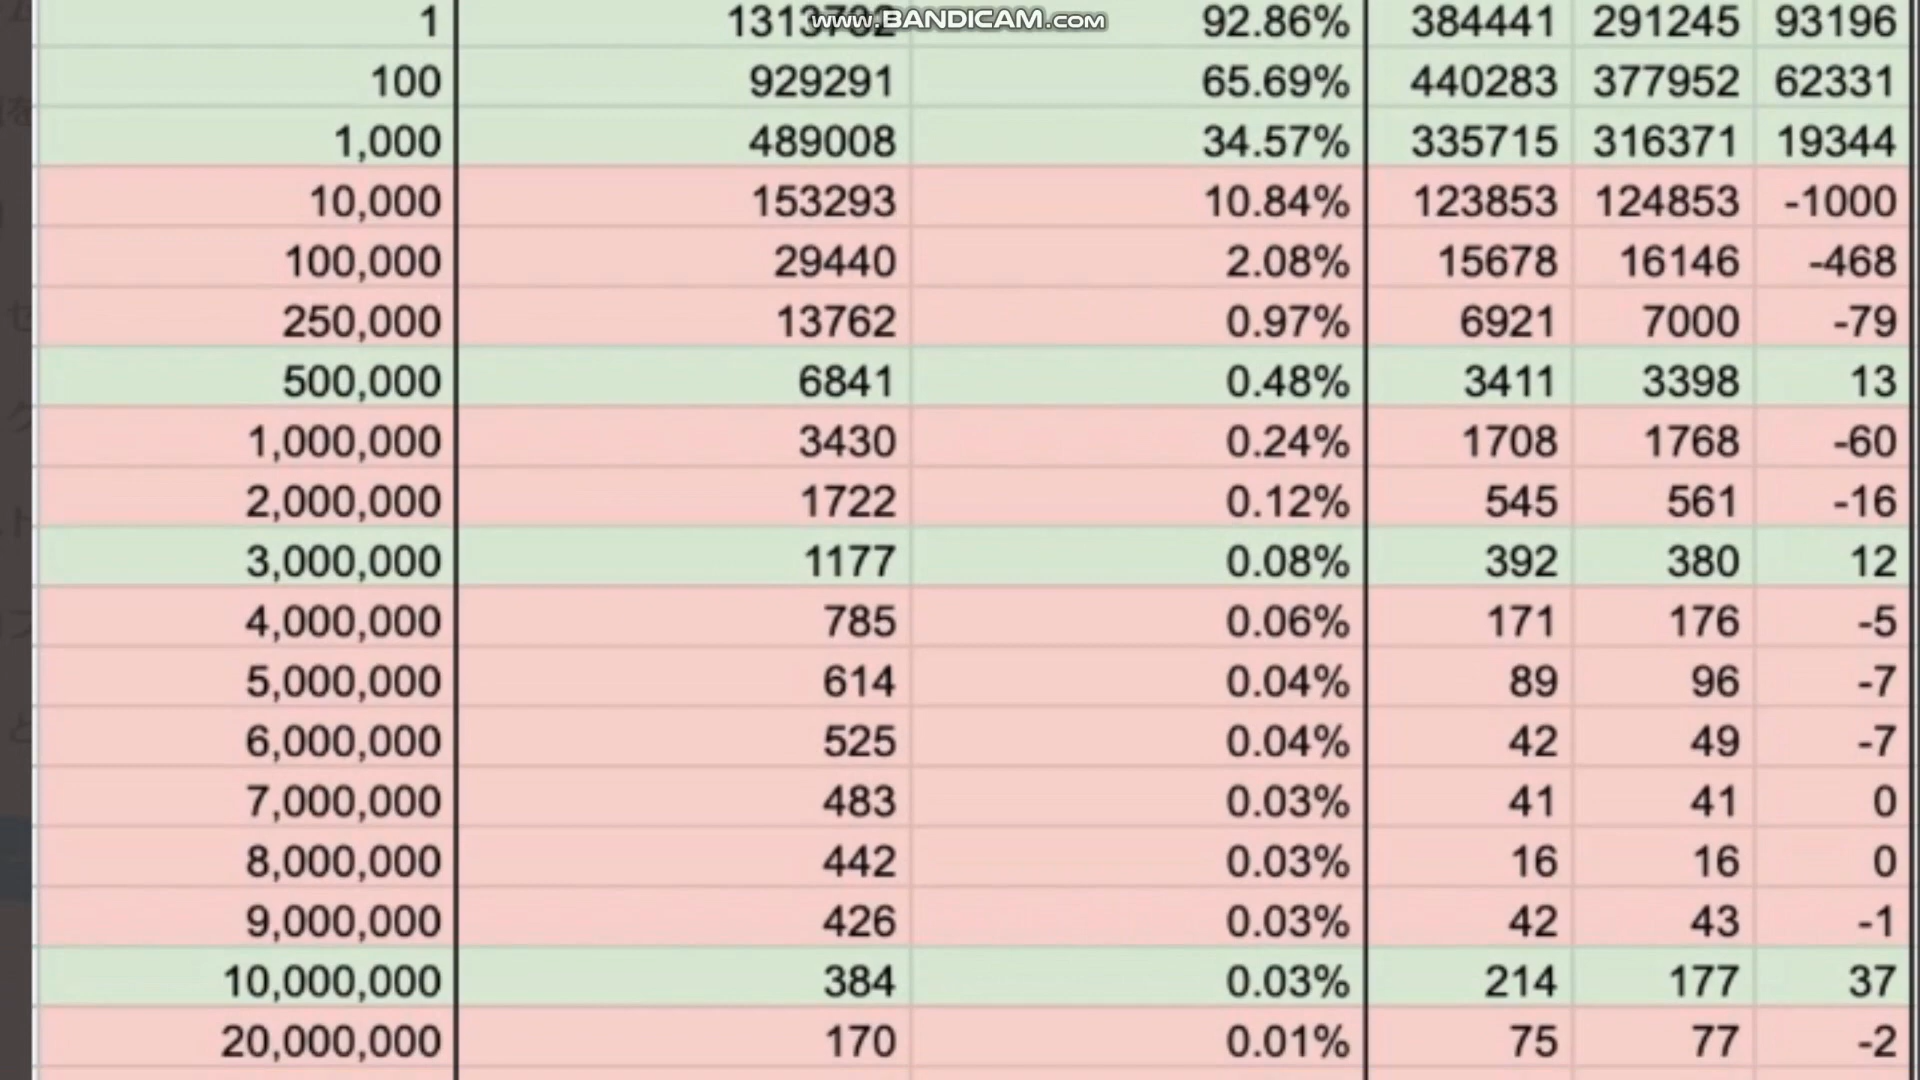 1 1313732 92.86% 384441 291245 93196
www.BANDICAM.com
100 929291 65.69% 440283 377952 62331
1,000 489008 34.57% 335715 316371 19344
10,000 153293 10.84% 123853 124853 -1000
100,000 29440 2.08% 15678 16146 -468
250,000 13762 0.97% 6921 7000 -79
500,000 6841 0.48% 3411 3398 13
1,000,000 3430 0.24% 1708 1768 -60
2,000,000 1722 0.12% 545 561 -16
3,000,000 1177 0.08% 392 380 12
4,000,000 785 0.06% 171 176 -5
5,000,000 614 0.04% 89 96 -7
6,000,000 525 0.04% 42 49 -7
7,000,000 483 0.03% 41 41 0
8,000,000 442 0.03% 16 16 0
9,000,000 426 0.03% 42 43 -1
10,000,000 384 0.03% 214 177 37
20,000,000 170 0.01% 75 77 -2